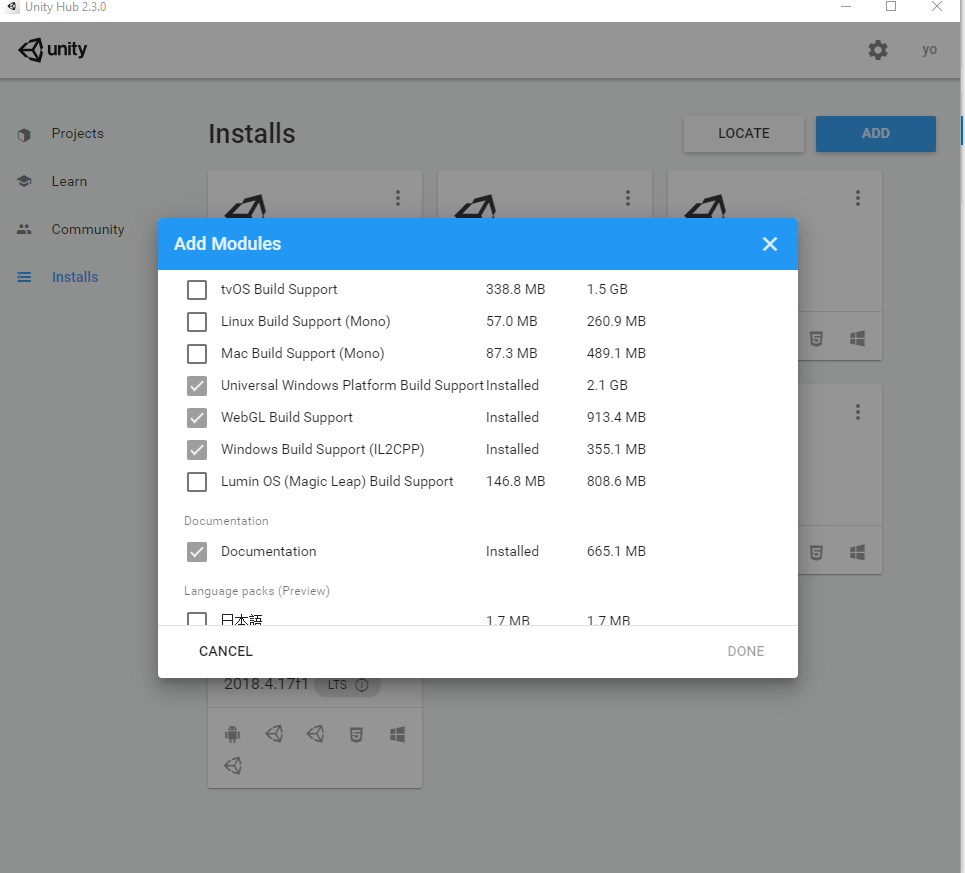 Unity Hub 2.3.0
unity
yo
Projects
Learn
Community
Installs
Installs
LOCATE
ADD
Add Modules
tvOS Build Support 338.8 MB 1.5 GB
Linux Build Support (Mono) 57.0 MB 260.9 MB
Mac Build Support (Mono) 87.3 MB 489.1 MB
Universal Windows Platform Build Support Installed 2.1 GB
WebGL Build Support Installed 913.4 MB
Windows Build Support (IL2CPP) Installed 355.1 MB
Lumin OS (Magic Leap) Build Support 146.8 MB 808.6 MB
Documentation
Documentation Installed 665.1 MB
Language packs (Preview)
日本語 1.7 MB 1.7 MB
CANCEL
DONE
2018.4.17f1 LTS